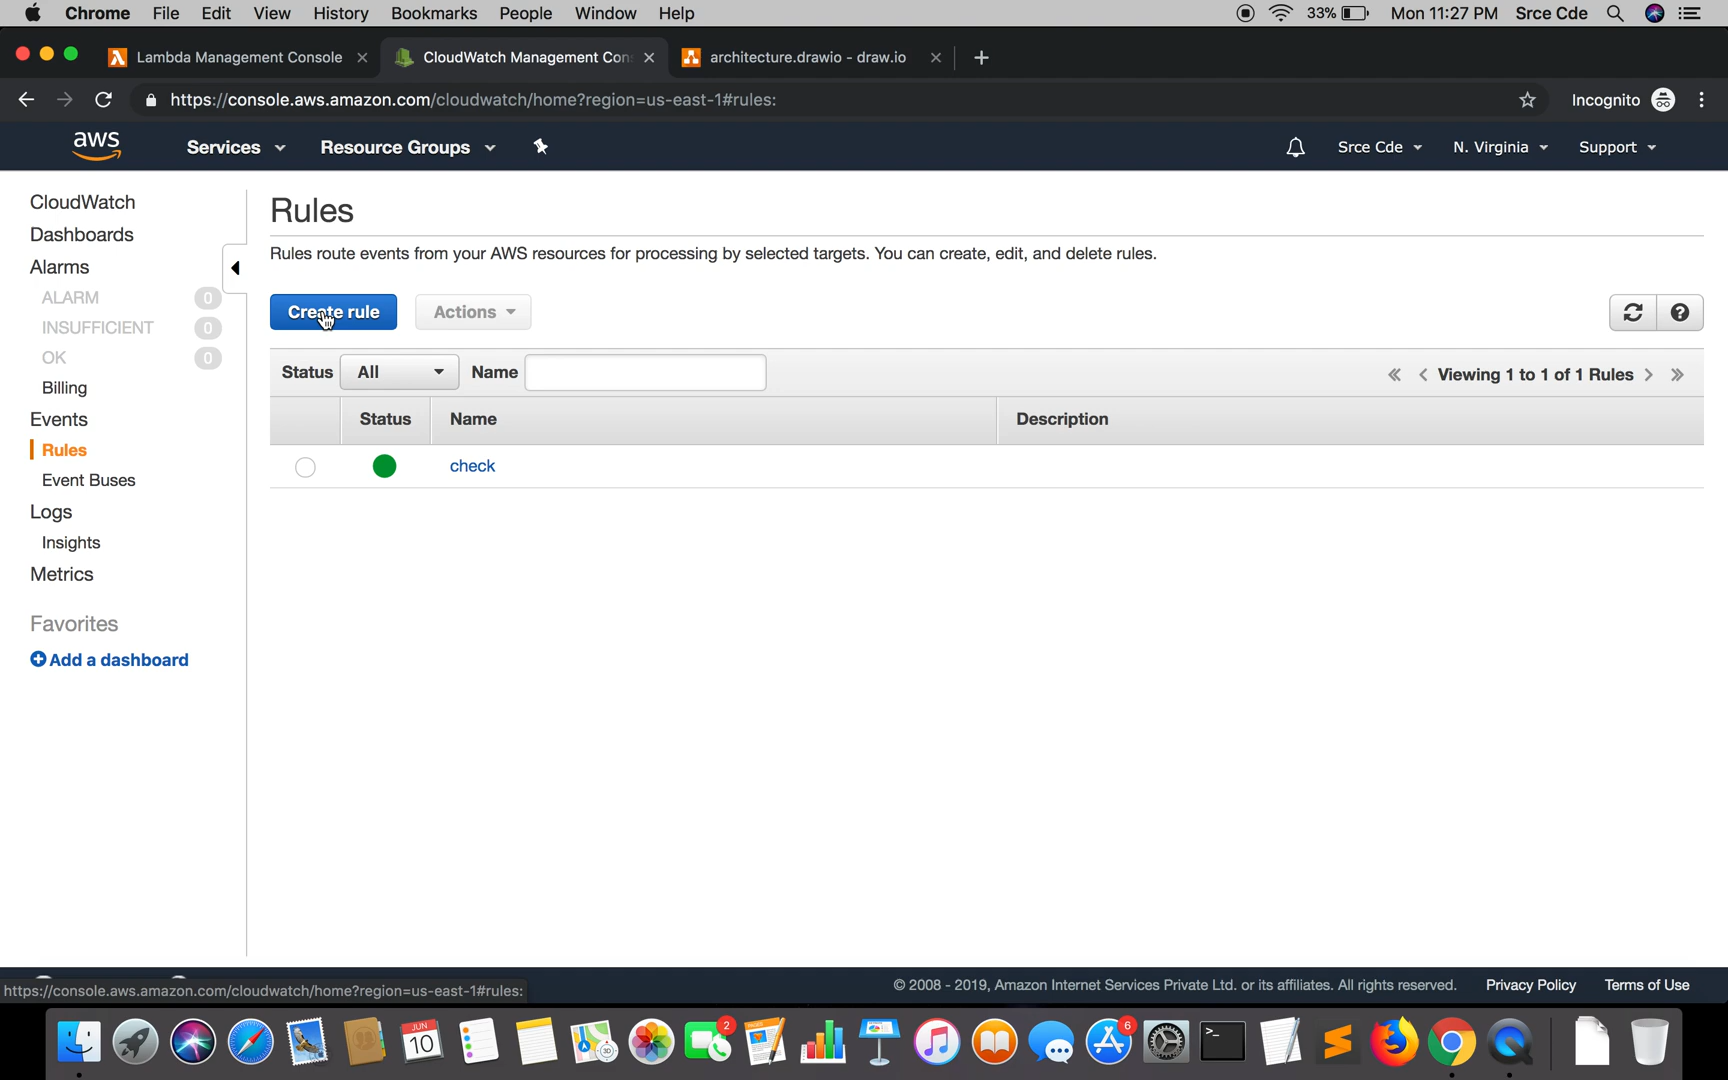 Chrome File Edit View History Bookmarks People Window Help 33% Mon 11:27 PM Srce Cde
Lambda Management Console CloudWatch Management Con architecture.drawio - draw.io
https://console.aws.amazon.com/cloudwatch/home?region=us-east-1#rules: Incognito
aws Services Resource Groups Srce Cde N. Virginia Support
CloudWatch
Dashboards
Alarms
ALARM 0
INSUFFICIENT 0
OK 0
Billing
Events
Rules
Event Buses
Logs
Insights
Metrics
Favorites
Add a dashboard
Rules
Rules route events from your AWS resources for processing by selected targets. You can create, edit, and delete rules.
Create rule Actions
Status All Name « < Viewing 1 to 1 of 1 Rules > »
Status Name Description
check
https://console.aws.amazon.com/cloudwatch/home?region=us-east-1#rules:
© 2008 - 2019, Amazon Internet Services Private Ltd. or its affiliates. All rights reserved. Privacy Policy Terms of Use
JUN
10
3D
2
PAGES
6
>_